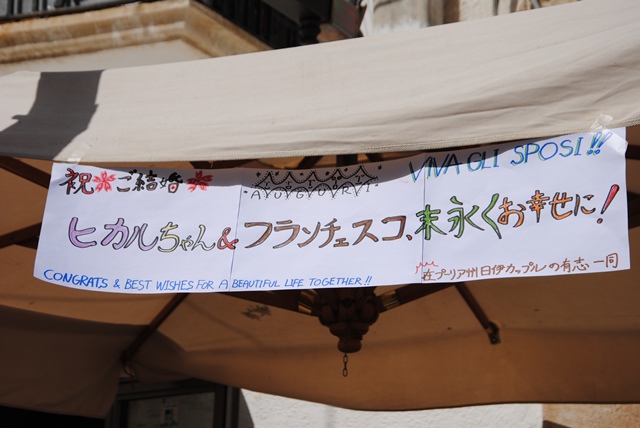 祝ご結婚
AUGURI
VIVA GLI SPOSI!!
ヒカルちゃん&フランチェスコ、末永くお幸せに!
CONGRATS & BEST WISHES FOR A BEAUTIFUL LIFE TOGETHER!!
在プーリア州日伊カップルの有志一同